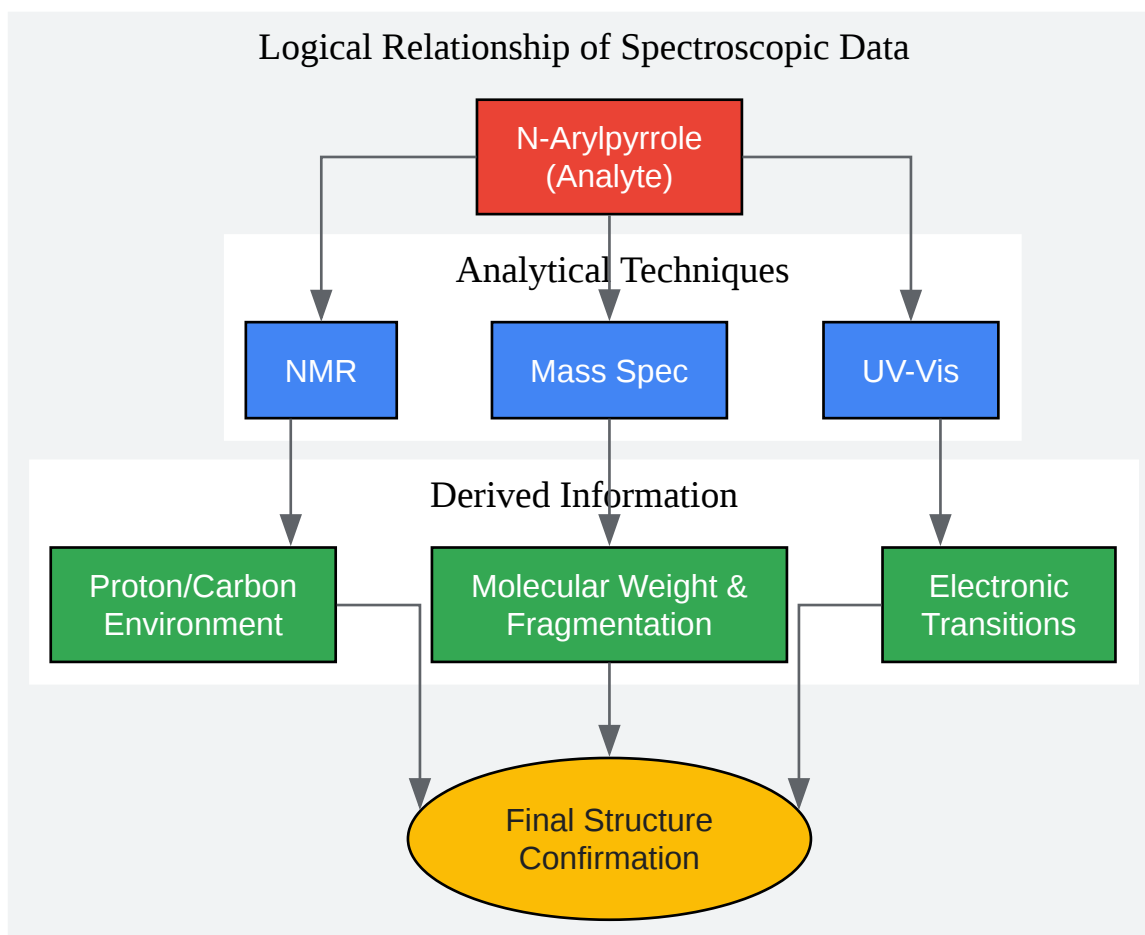 Logical Relationship of Spectroscopic Data
N-Arylpyrrole
(Analyte)
Analytical Techniques
NMR
Mass Spec
UV-Vis
Derived Information
Proton/Carbon
Environment
Molecular Weight &
Fragmentation
Electronic
Transitions
Final Structure
Confirmation